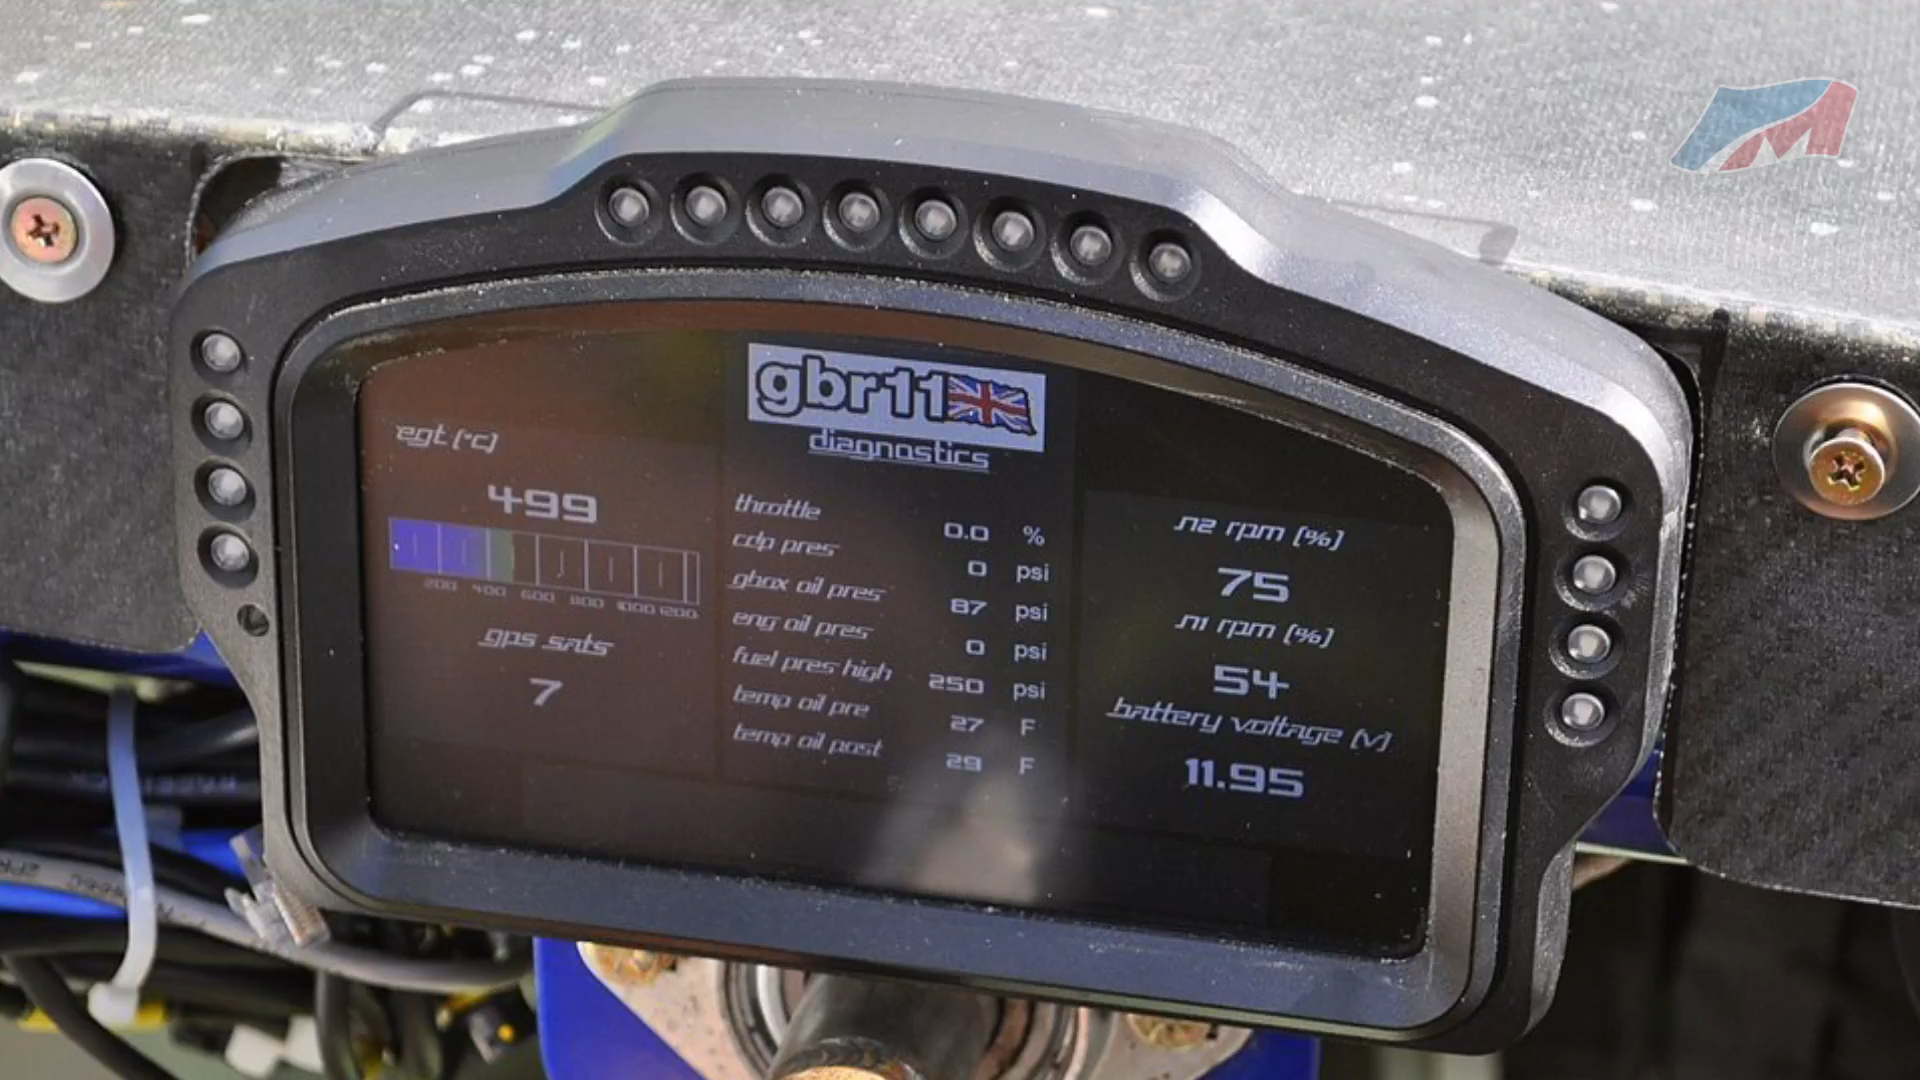 gbr11
diagnostics
egt (°c)
499
200 400 600 800 1000 1200
gps sats
7
throttle 0.0 %
cdp pres 0 psi
gbox oil pres 87 psi
eng oil pres 0 psi
fuel pres high 250 psi
temp oil pre 27 F
temp oil post 29 F
n2 rpm (%)
75
n1 rpm (%)
54
battery voltage (v)
11.95
M